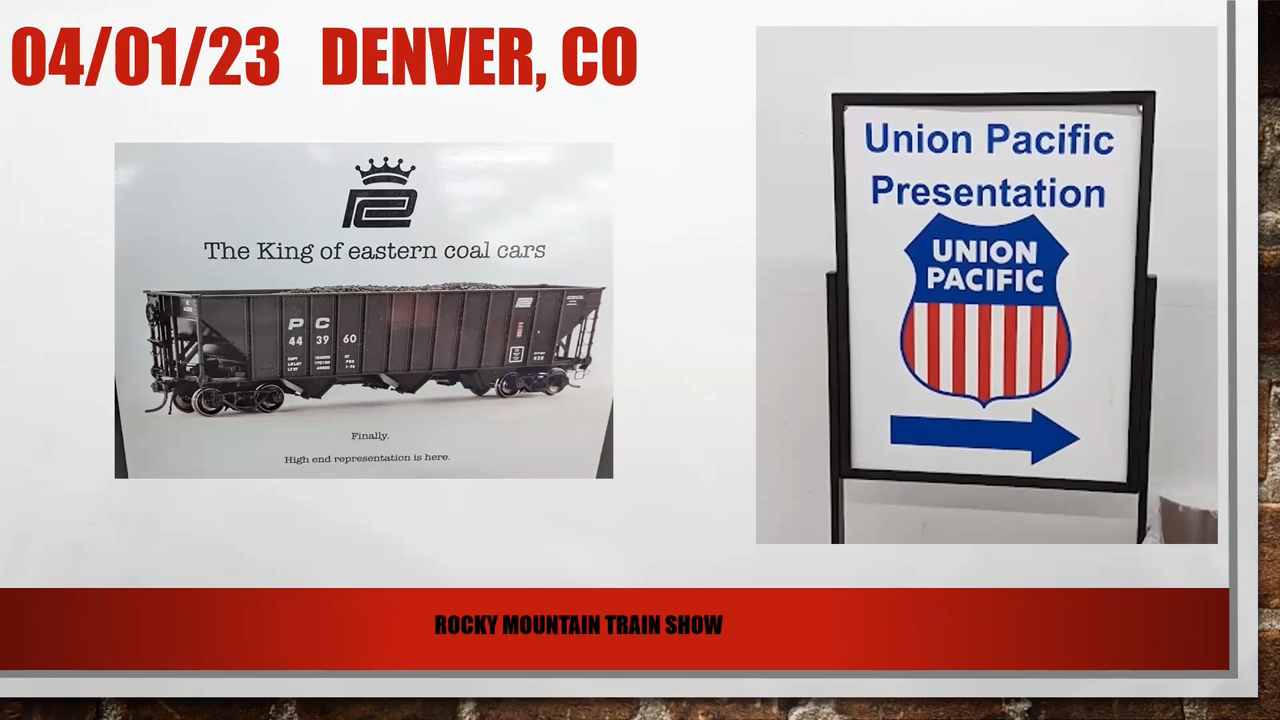 04/01/23 DENVER, CO
The King of eastern coal cars
PC
44 39 60
Finally.
High end representation is here.
Union Pacific
Presentation
UNION
PACIFIC
ROCKY MOUNTAIN TRAIN SHOW